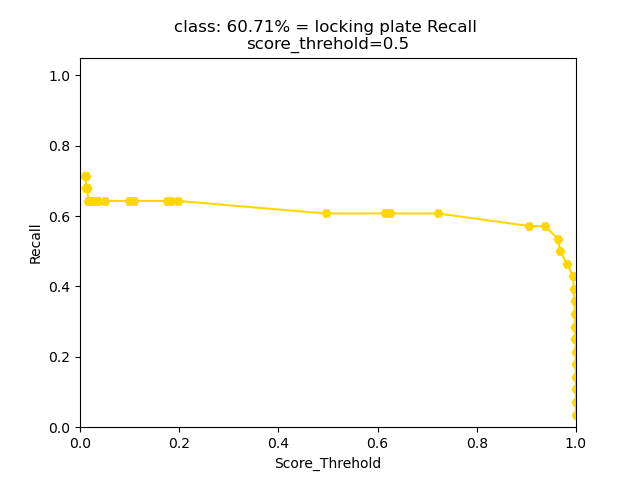 class: 60.71% = locking plate Recall
score_threhold=0.5
1.0
0.8
0.6
0.4
0.2
0.0
Recall
0.0 0.2 0.4 0.6 0.8 1.0
Score_Threhold